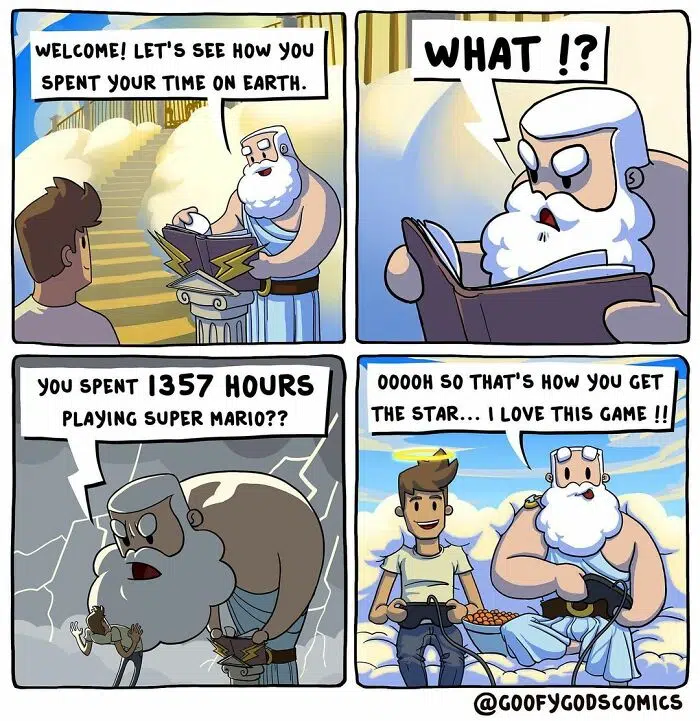 WELCOME! LET'S SEE HOW YOU
SPENT YOUR TIME ON EARTH.
WHAT !?
YOU SPENT 1357 HOURS
PLAYING SUPER MARIO??
OOOOH SO THAT'S HOW YOU GET
THE STAR... I LOVE THIS GAME !!
@GOOFYGODSCOMICS